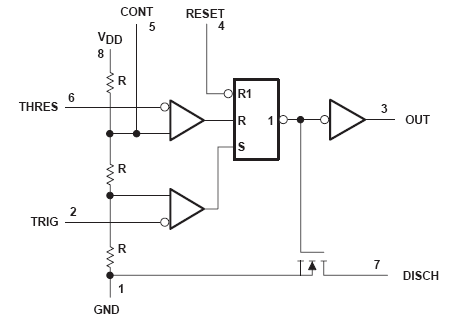 CONT
5
RESET
4
VDD
8
R
6
THRES
R1
R
1
S
3
OUT
R
2
TRIG
R
7
DISCH
1
GND